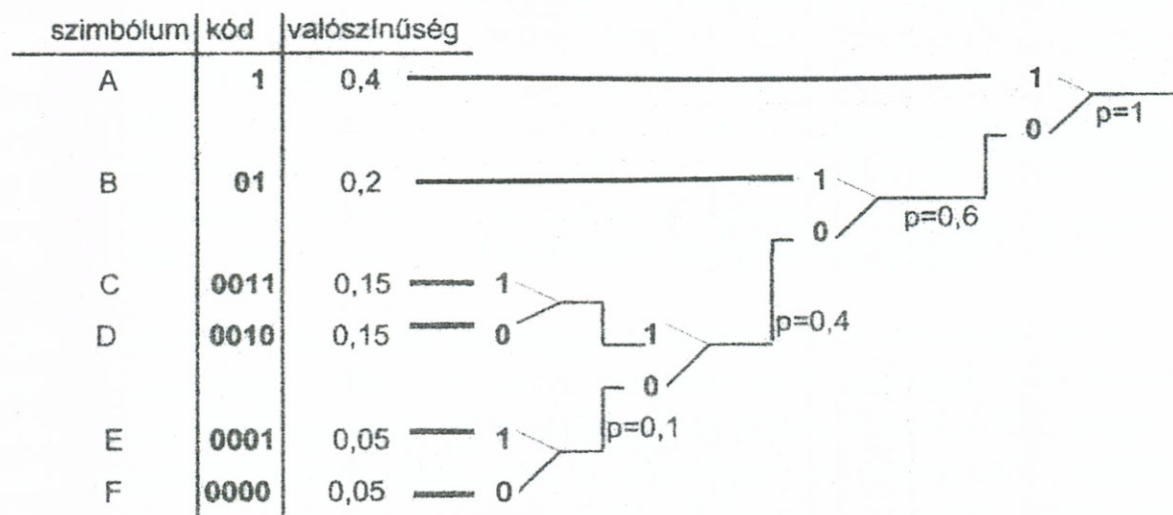 szimbólum kód valószínűség
A 1 0,4 1
p=1
0
B 01 0,2 1
p=0,6
0
C 0011 0,15 1
p=0,4
D 0010 0,15 0 1
0
E 0001 0,05 1 p=0,1
F 0000 0,05 0